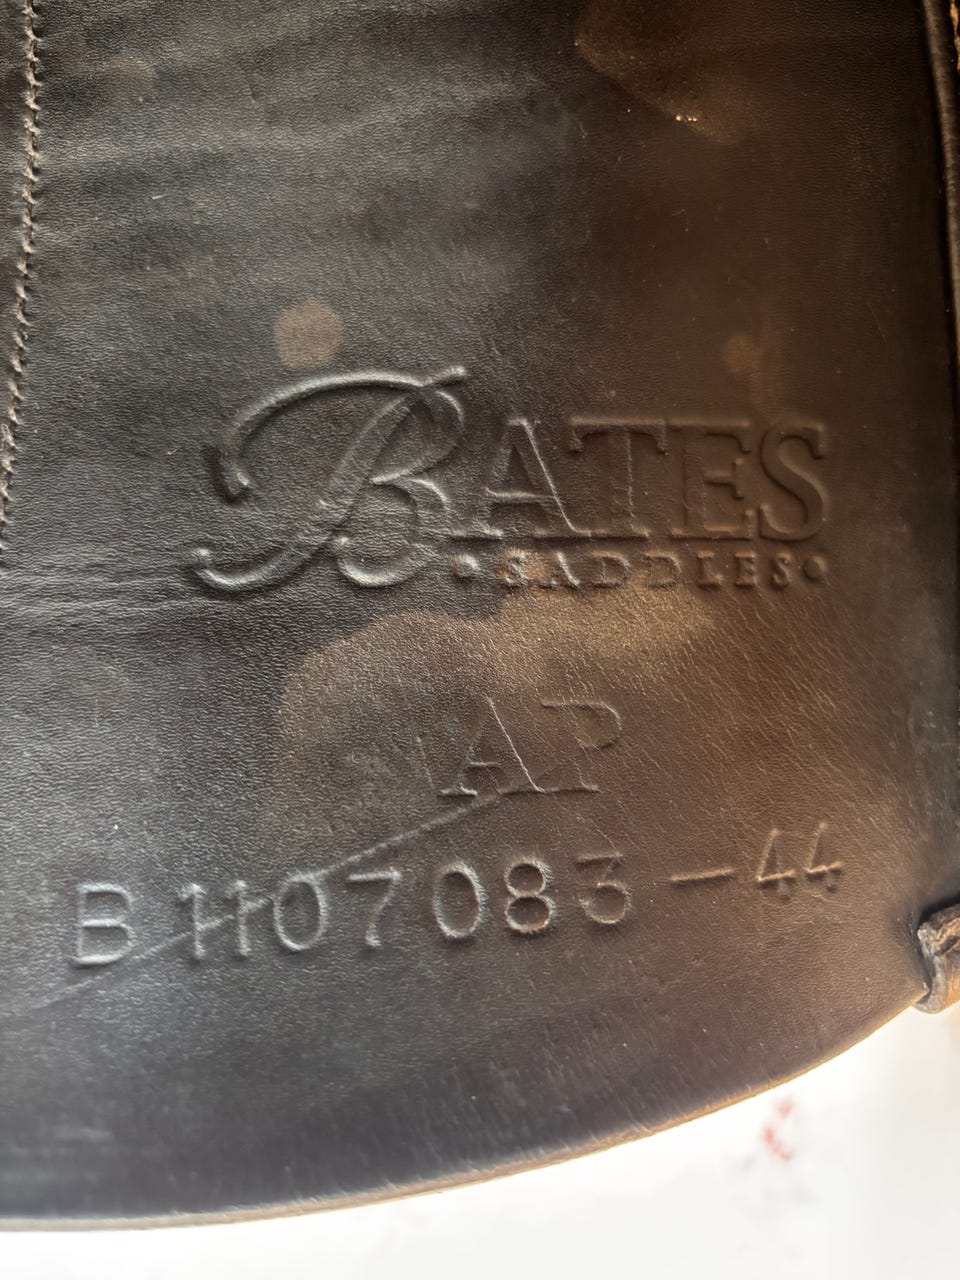 BATES
• SADDLES •
AP
B 1107083-44